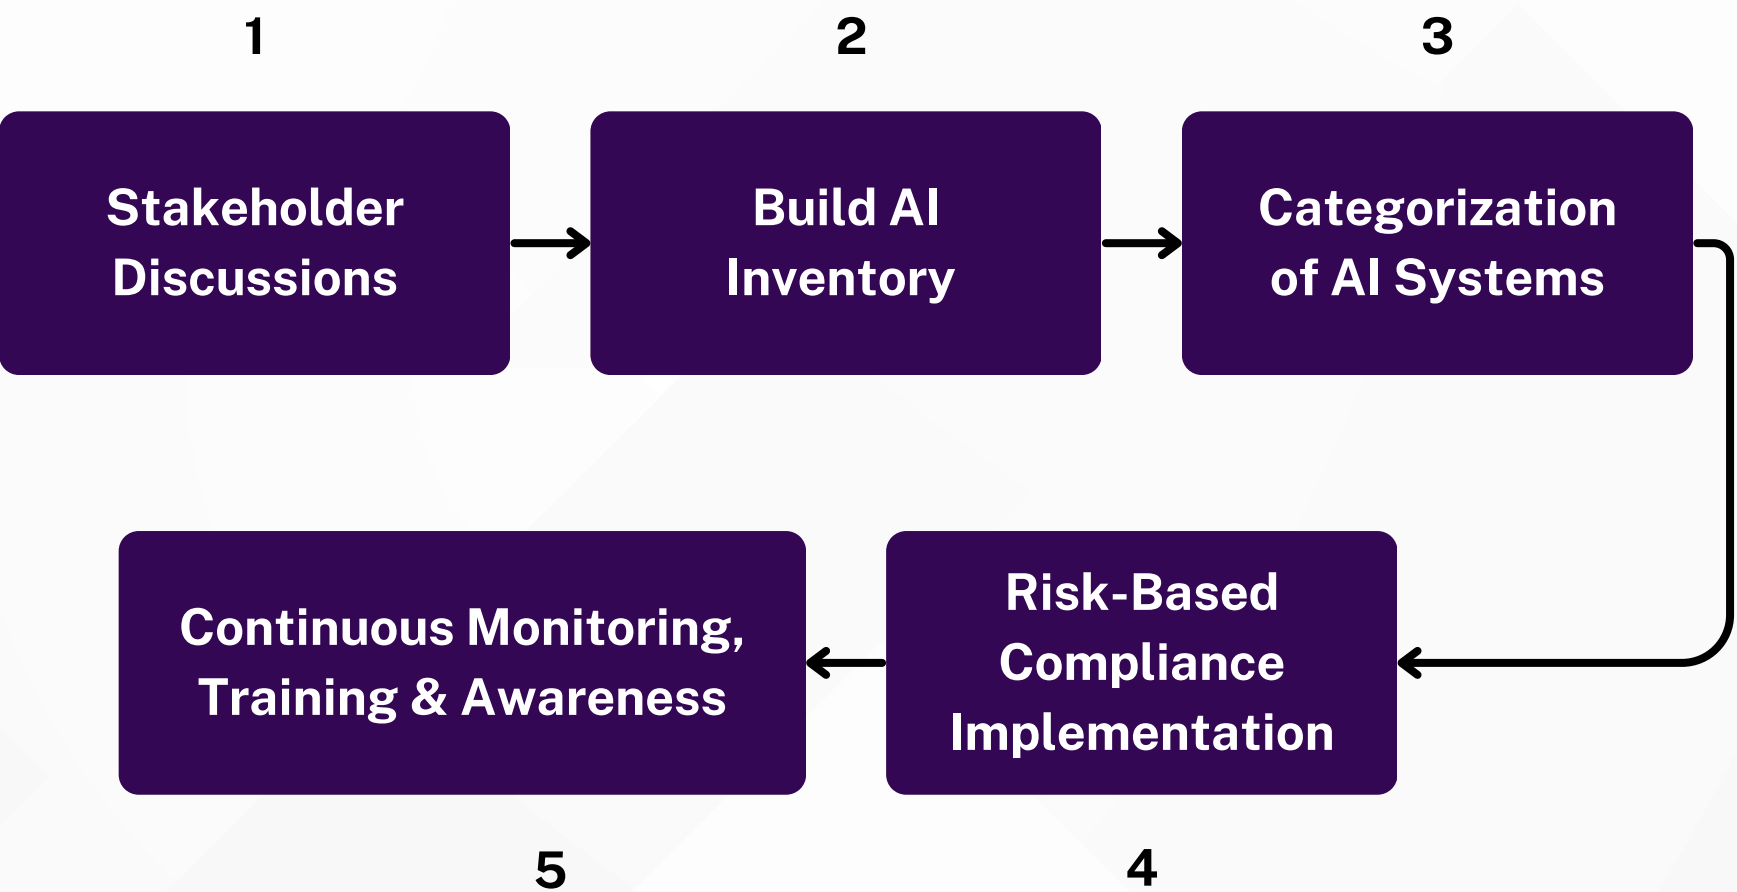 1
Stakeholder
Discussions
2
Build AI
Inventory
3
Categorization
of AI Systems
Risk-Based
Compliance
Implementation
4
Continuous Monitoring,
Training & Awareness
5